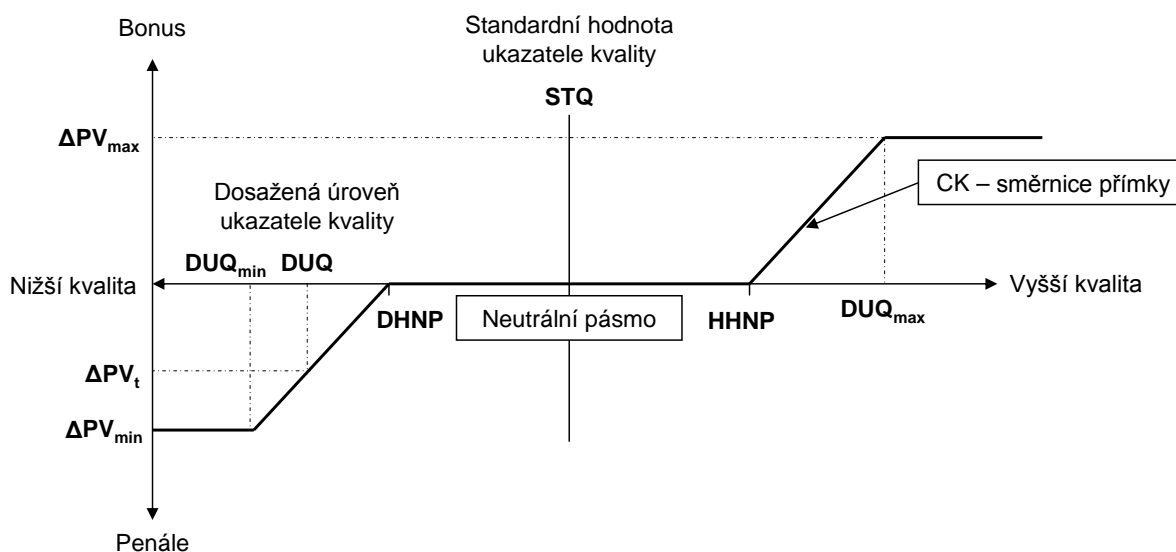 Bonus
Standardní hodnota
ukazatele kvality
STQ
ΔPVmax
CK – směrnice přímky
Dosažená úroveň
ukazatele kvality
DUQmin DUQ
Nižší kvalita
Vyšší kvalita
DHNP
Neutrální pásmo
HHNP
DUQmax
ΔPVt
ΔPVmin
Penále